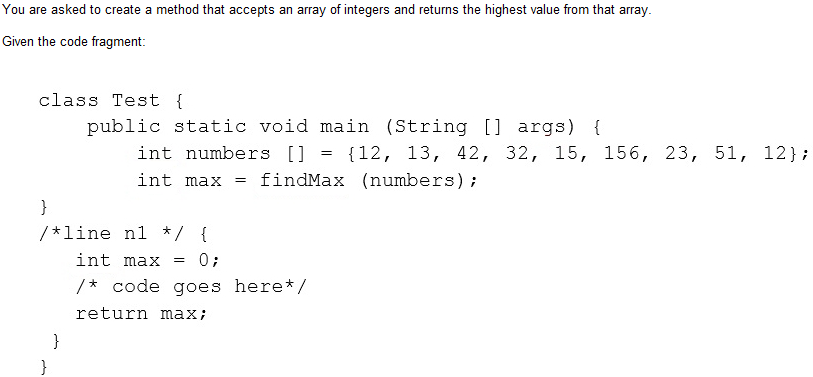 You are asked to create a method that accepts an array of integers and returns the highest value from that array.
Given the code fragment:
class Test {
public static void main (String [] args) {
int numbers [] = {12, 13, 42, 32, 15, 156, 23, 51, 12};
int max = findMax (numbers);
}
/*line n1 */ {
int max = 0;
/* code goes here*/
return max;
}
}